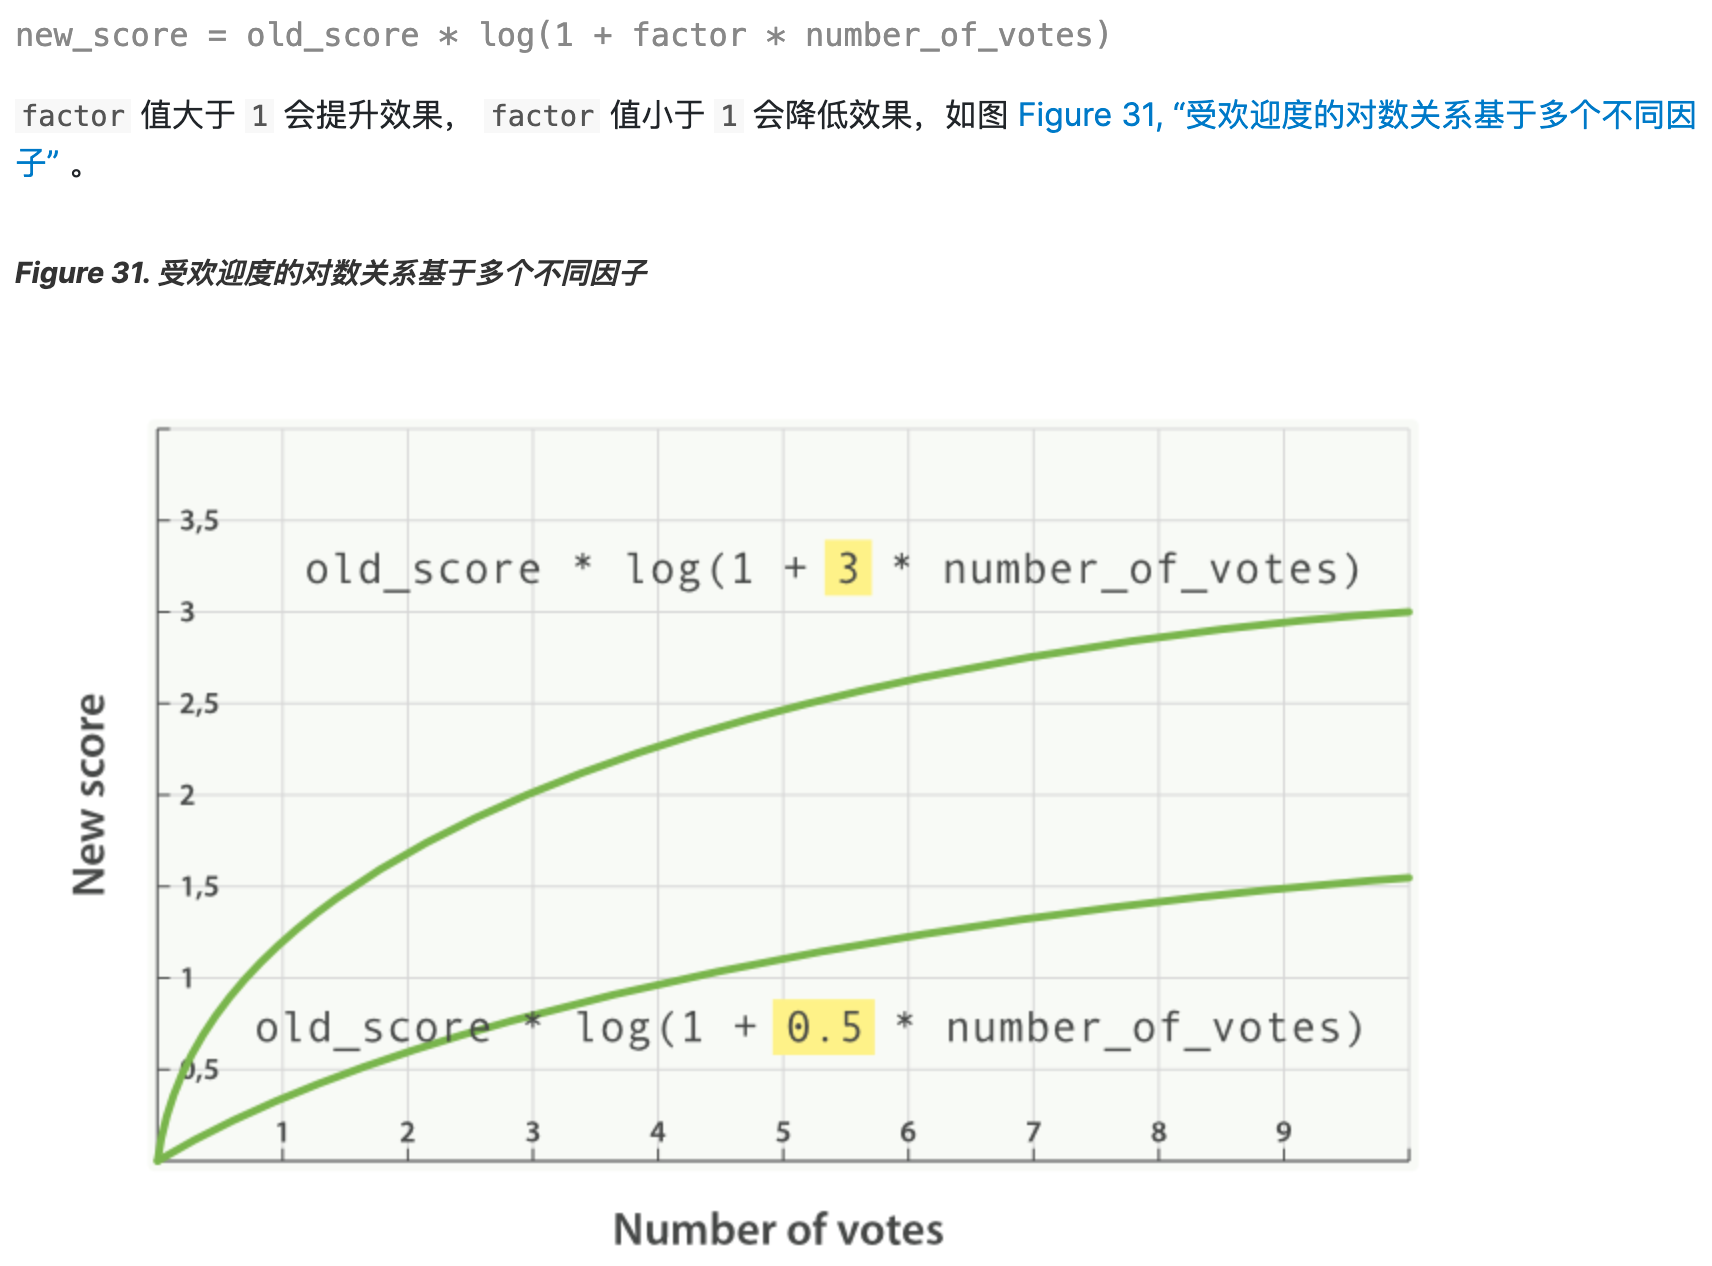 new_score = old_score * log(1 + factor * number_of_votes)
factor 值大于 1 会提升效果， factor 值小于 1 会降低效果，如图 Figure 31, “受欢迎度的对数关系基于多个不同因
子” 。
Figure 31. 受欢迎度的对数关系基于多个不同因子
3,5
old_score * log(1 + 3 * number_of_votes)
3
2,5
2
1,5
1
old_score * log(1 + 0.5 * number_of_votes)
0,5
1 2 3 4 5 6 7 8 9
New score
Number of votes